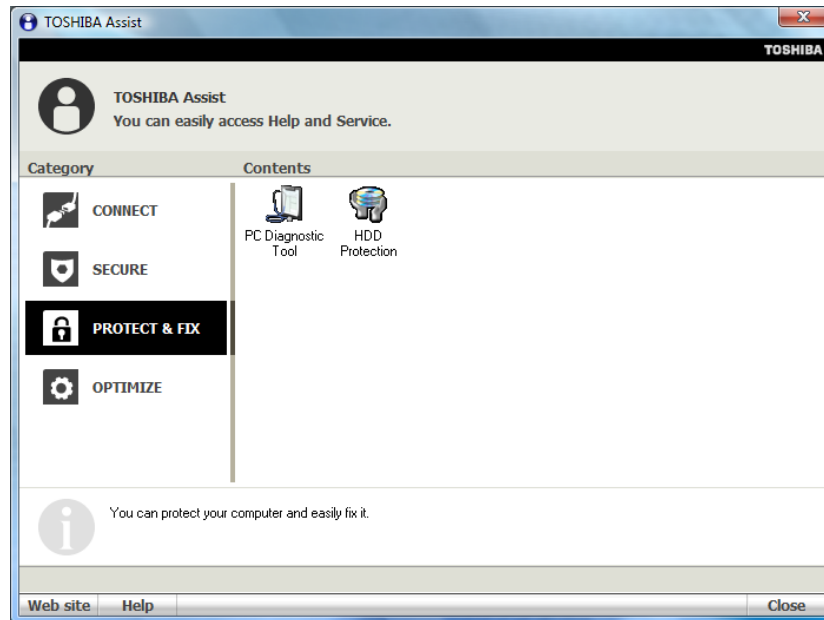 TOSHIBA Assist
TOSHIBA
TOSHIBA Assist
You can easily access Help and Service.
Category
Contents
CONNECT
SECURE
PROTECT & FIX
OPTIMIZE
PC Diagnostic
Tool
HDD
Protection
You can protect your computer and easily fix it.
Web site
Help
Close